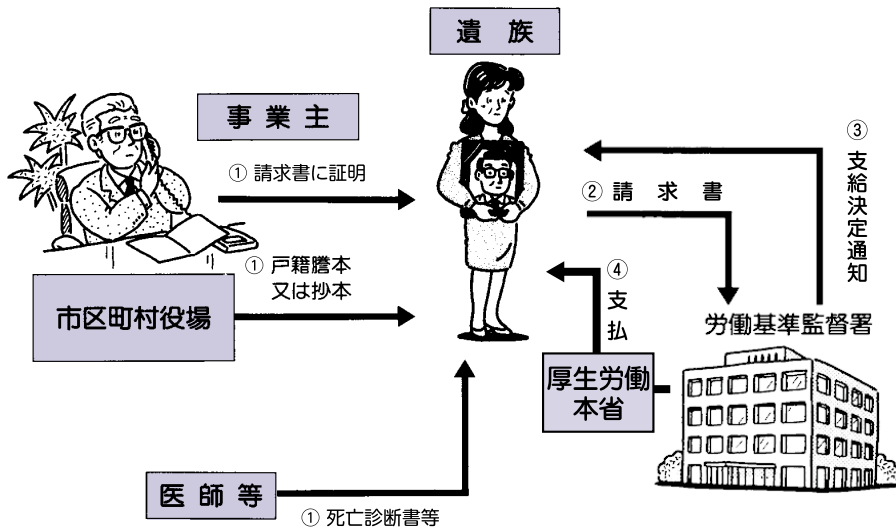 遺族
事業主
① 請求書に証明
③支給決定通知
② 請求書
① 戸籍謄本
又は抄本
市区町村役場
④支払
労働基準監督署
厚生労働
本省
医師等
① 死亡診断書等